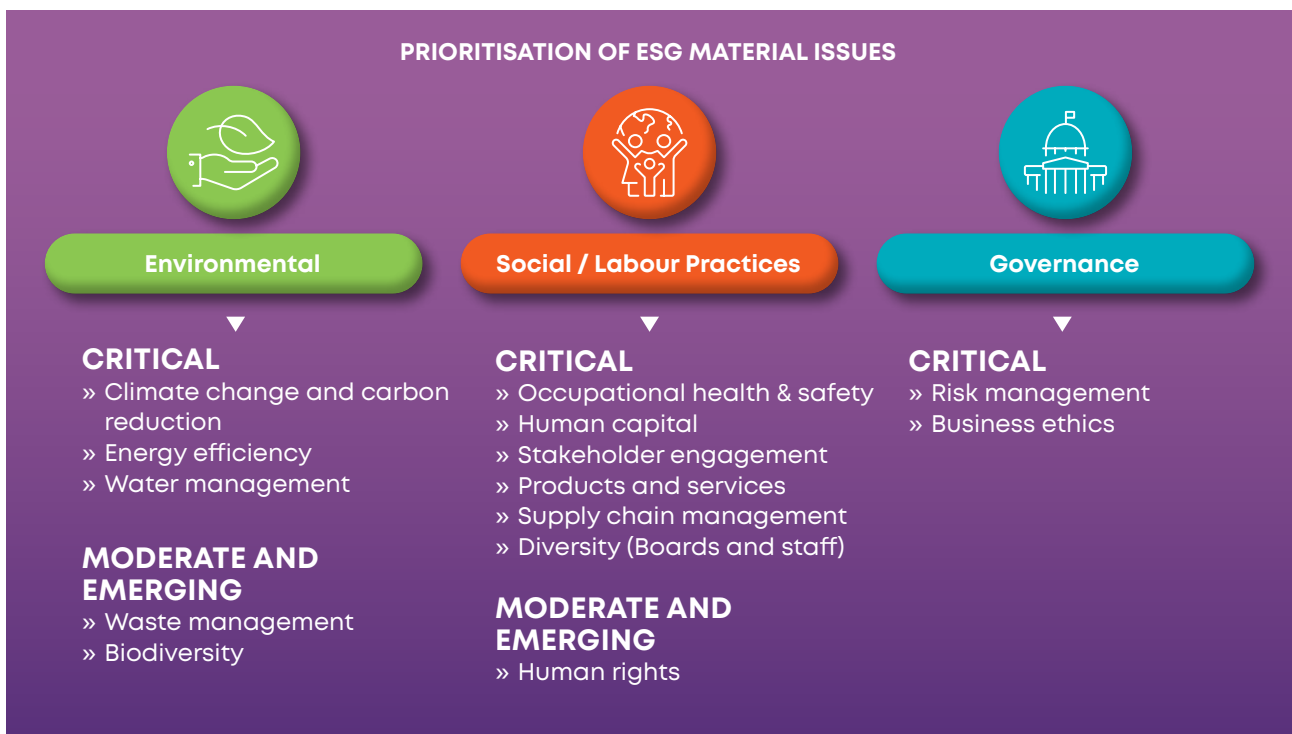 PRIORITISATION OF ESG MATERIAL ISSUES
Environmental
CRITICAL
» Climate change and carbon
reduction
» Energy efficiency
» Water management
MODERATE AND
EMERGING
» Waste management
» Biodiversity
Social / Labour Practices
CRITICAL
» Occupational health & safety
» Human capital
» Stakeholder engagement
» Products and services
» Supply chain management
» Diversity (Boards and staff)
MODERATE AND
EMERGING
» Human rights
Governance
CRITICAL
» Risk management
» Business ethics